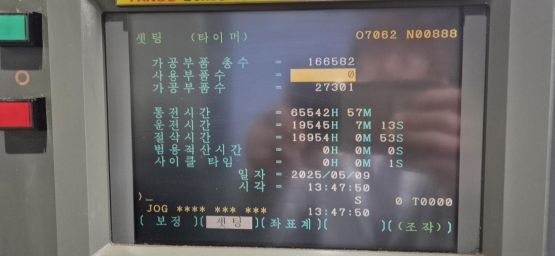 셋팅 (타이머) O7062 N00888
가공부품 총수 = 166582
사용부품수 = 0
가공부품수 = 27301
통전시간 = 65542H 57M
운전시간 = 19545H 7M 13S
절삭시간 = 16954H 0M 53S
범용적산시간 = 0H 0M 0S
사이클 타임 = 0H 0M 1S
일자 = 2025/05/09
시각 = 13:47:50
)_
S 0 T0000
JOG **** *** *** 13:47:50
( 보정 )( 셋팅 )(좌표계)( )((조작) )